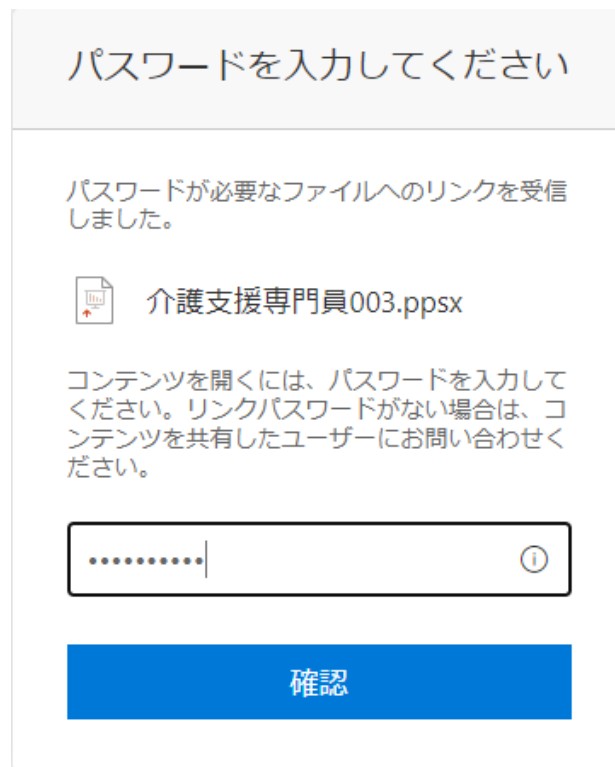 パスワードを入力してください
パスワードが必要なファイルへのリンクを受信
しました。
介護支援専門員003.ppsx
コンテンツを開くには、パスワードを入力して
ください。リンクパスワードがない場合は、コ
ンテンツを共有したユーザーにお問い合わせく
ださい。
••••••••••
確認